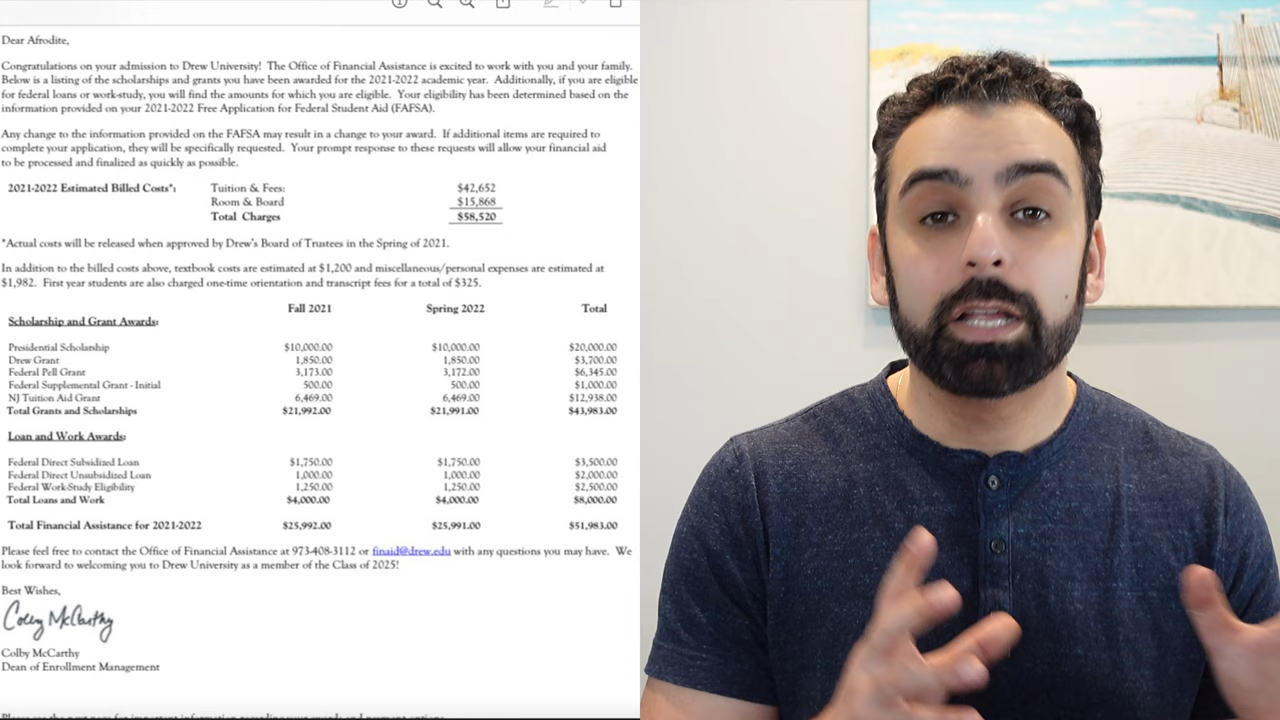 Dear Afrodite,
Congratulations on your admission to Drew University! The Office of Financial Assistance is excited to work with you and your family.
Below is a listing of the scholarships and grants you have been awarded for the 2021-2022 academic year. Additionally, if you are eligible
for federal loans or work-study, you will find the amounts for which you are eligible. Your eligibility has been determined based on the
information provided on your 2021-2022 Free Application for Federal Student Aid (FAFSA).
Any change to the information provided on the FAFSA may result in a change to your award. If additional items are required to
complete your application, they will be specifically requested. Your prompt response to these requests will allow your financial aid
to be processed and finalized as quickly as possible.
2021-2022 Estimated Billed Costs*: Tuition & Fees: $42,652
Room & Board $15,868
Total Charges $58,520
*Actual costs will be released when approved by Drew's Board of Trustees in the Spring of 2021.
In addition to the billed costs above, textbook costs are estimated at $1,200 and miscellaneous/personal expenses are estimated at
$1,982. First year students are also charged one-time orientation and transcript fees for a total of $325.
Fall 2021 Spring 2022 Total
Scholarship and Grant Awards:
Presidential Scholarship $10,000.00 $10,000.00 $20,000.00
Drew Grant 1,850.00 1,850.00 $3,700.00
Federal Pell Grant 3,173.00 3,172.00 $6,345.00
Federal Supplemental Grant - Initial 500.00 500.00 $1,000.00
NJ Tuition Aid Grant 6,469.00 6,469.00 $12,938.00
Total Grants and Scholarships $21,992.00 $21,991.00 $43,983.00
Loan and Work Awards:
Federal Direct Subsidized Loan $1,750.00 $1,750.00 $3,500.00
Federal Direct Unsubsidized Loan 1,000.00 1,000.00 $2,000.00
Federal Work-Study Eligibility 1,250.00 1,250.00 $2,500.00
Total Loans and Work $4,000.00 $4,000.00 $8,000.00
Total Financial Assistance for 2021-2022 $25,992.00 $25,991.00 $51,983.00
Please feel free to contact the Office of Financial Assistance at 973-408-3112 or finaid@drew.edu with any questions you may have. We
look forward to welcoming you to Drew University as a member of the Class of 2025!
Best Wishes,
Colby McCarthy
Colby McCarthy
Dean of Enrollment Management